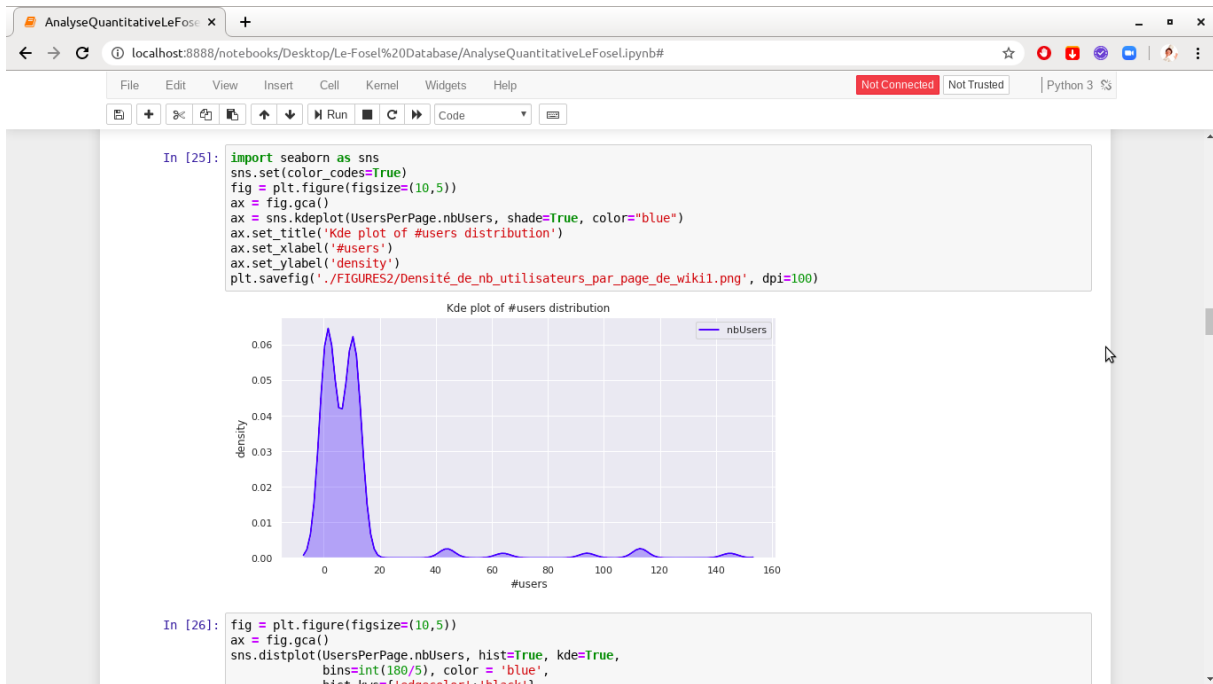 AnalyseQuantitativeLeFose
localhost:8888/notebooks/Desktop/Le-Fosel%20Database/AnalyseQuantitativeLeFosel.ipynb#
File Edit View Insert Cell Kernel Widgets Help Not Connected Not Trusted Python 3
Run Code
In [25]: import seaborn as sns
sns.set(color_codes=True)
fig = plt.figure(figsize=(10,5))
ax = fig.gca()
ax = sns.kdeplot(UsersPerPage.nbUsers, shade=True, color="blue")
ax.set_title('Kde plot of #users distribution')
ax.set_xlabel('#users')
ax.set_ylabel('density')
plt.savefig('./FIGURES2/Densité_de_nb_utilisateurs_par_page_de_wiki1.png', dpi=100)
Kde plot of #users distribution
nbUsers
0.06
0.05
0.04
0.03
0.02
0.01
0.00
density
0 20 40 60 80 100 120 140 160
#users
In [26]: fig = plt.figure(figsize=(10,5))
ax = fig.gca()
sns.distplot(UsersPerPage.nbUsers, hist=True, kde=True,
bins=int(180/5), color = 'blue',
hist_kws={'edgecolor':'black'},